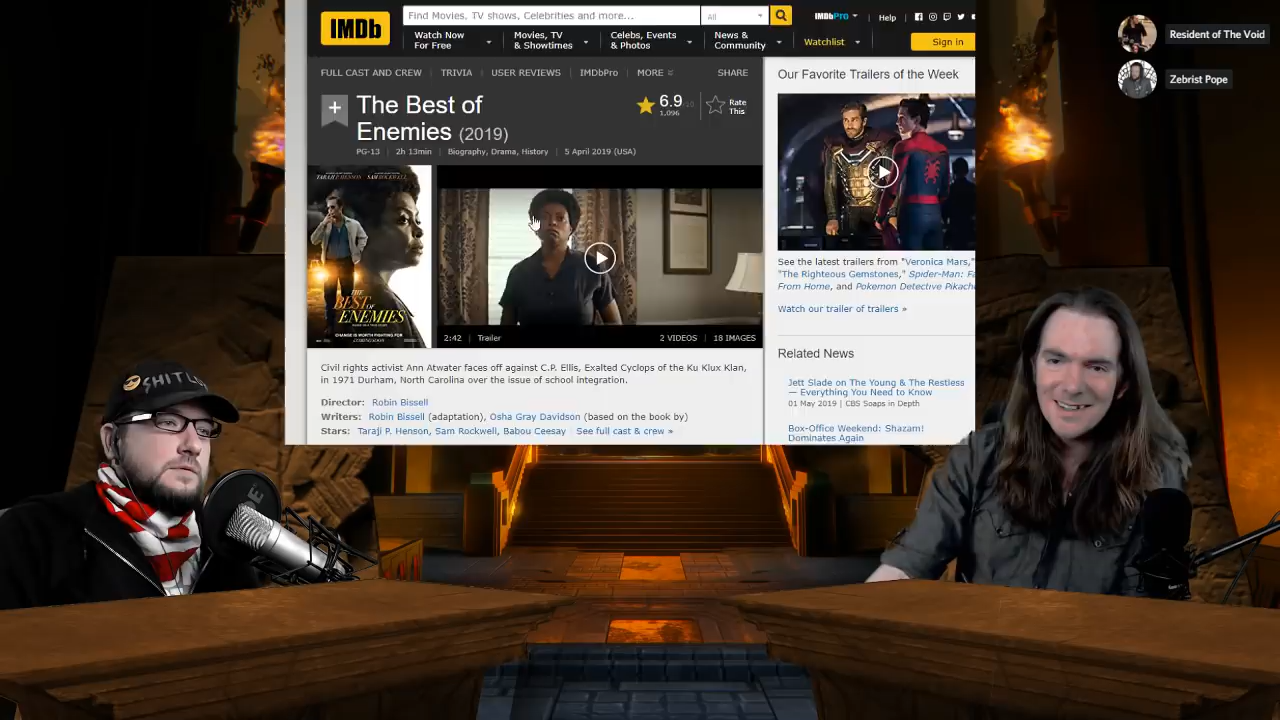 IMDb
Find Movies, TV shows, Celebrities and more...
All
IMDbPro
Help
Watch Now
For Free
Movies, TV
& Showtimes
Celebs, Events
& Photos
News &
Community
Watchlist
Sign in
FULL CAST AND CREW
TRIVIA
USER REVIEWS
IMDbPro
MORE
SHARE
+ The Best of
Enemies (2019)
6.9/10
1,096
Rate
This
PG-13 | 2h 13min | Biography, Drama, History | 5 April 2019 (USA)
TARAJI P. HENSON SAM ROCKWELL
THE
BEST OF
ENEMIES
CHANGE IS WORTH FIGHTING FOR
2:42 | Trailer
2 VIDEOS | 18 IMAGES
Civil rights activist Ann Atwater faces off against C.P. Ellis, Exalted Cyclops of the Ku Klux Klan,
in 1971 Durham, North Carolina over the issue of school integration.
Director: Robin Bissell
Writers: Robin Bissell (adaptation), Osha Gray Davidson (based on the book by)
Stars: Taraji P. Henson, Sam Rockwell, Babou Ceesay See full cast & crew »
Our Favorite Trailers of the Week
See the latest trailers from "Veronica Mars,"
"The Righteous Gemstones," Spider-Man: Fa
From Home, and Pokemon Detective Pikach
Watch our trailer of trailers »
Related News
Jett Slade on The Young & The Restless
— Everything You Need to Know
01 May 2019 | CBS Soaps in Depth
Box-Office Weekend: Shazam!
Dominates Again
Resident of The Void
Zebrist Pope